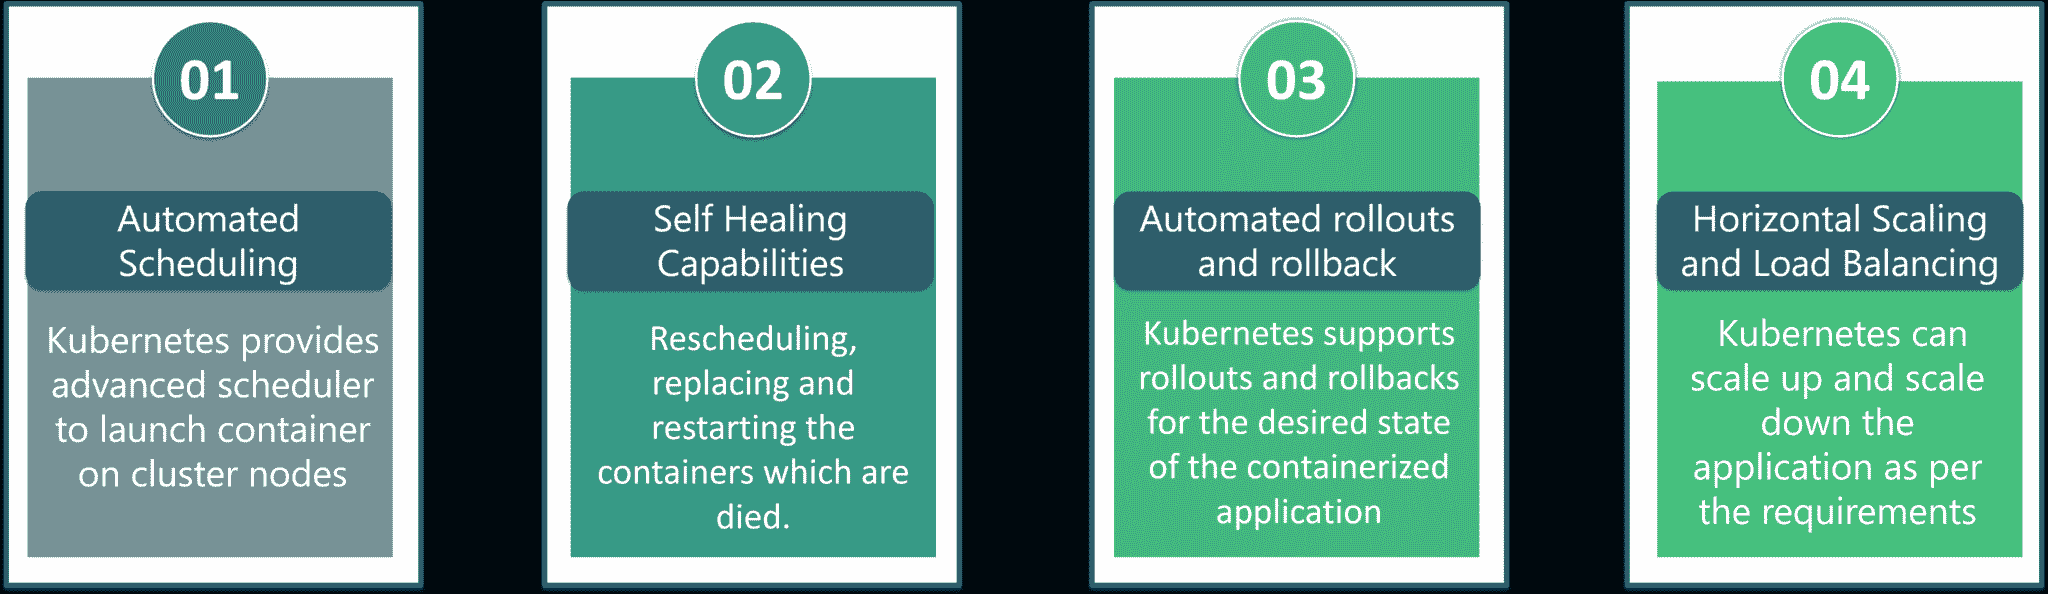 01
Automated
Scheduling
Kubernetes provides
advanced scheduler
to launch container
on cluster nodes
02
Self Healing
Capabilities
Rescheduling,
replacing and
restarting the
containers which are
died.
03
Automated rollouts
and rollback
Kubernetes supports
rollouts and rollbacks
for the desired state
of the containerized
application
04
Horizontal Scaling
and Load Balancing
Kubernetes can
scale up and scale
down the
application as per
the requirements